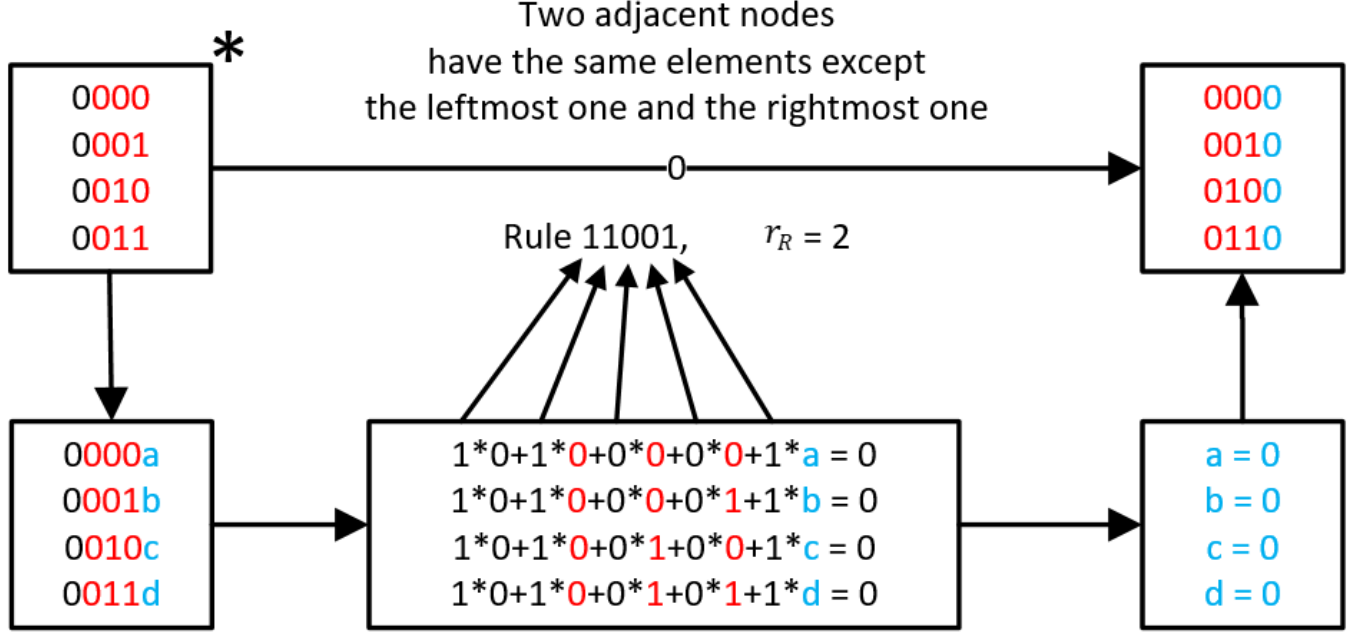 Two adjacent nodes
have the same elements except
the leftmost one and the rightmost one
*
0000
0001
0010
0011
0
0000
0010
0100
0110
Rule 11001, r_R = 2
0000a
0001b
0010c
0011d
1*0+1*0+0*0+0*0+1*a = 0
1*0+1*0+0*0+0*1+1*b = 0
1*0+1*0+0*1+0*0+1*c = 0
1*0+1*0+0*1+0*1+1*d = 0
a = 0
b = 0
c = 0
d = 0